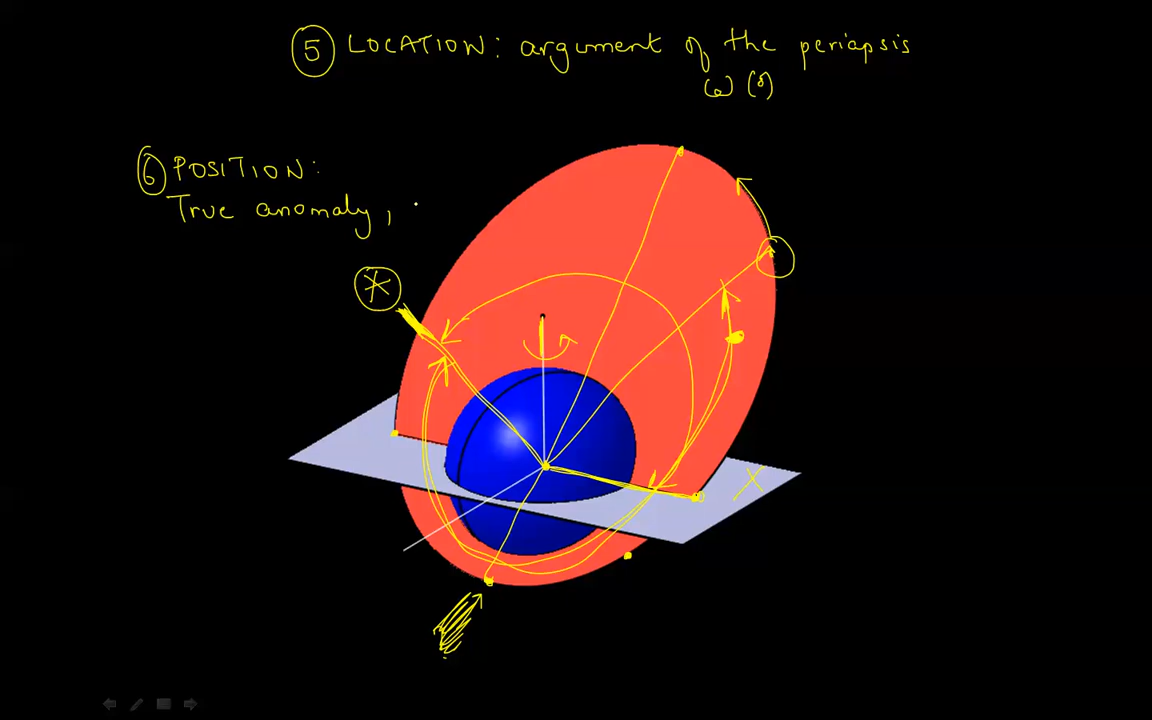 ⑤ LOCATION: argument of the periapsis
ω (°)
⑥ POSITION:
True anomaly,
X